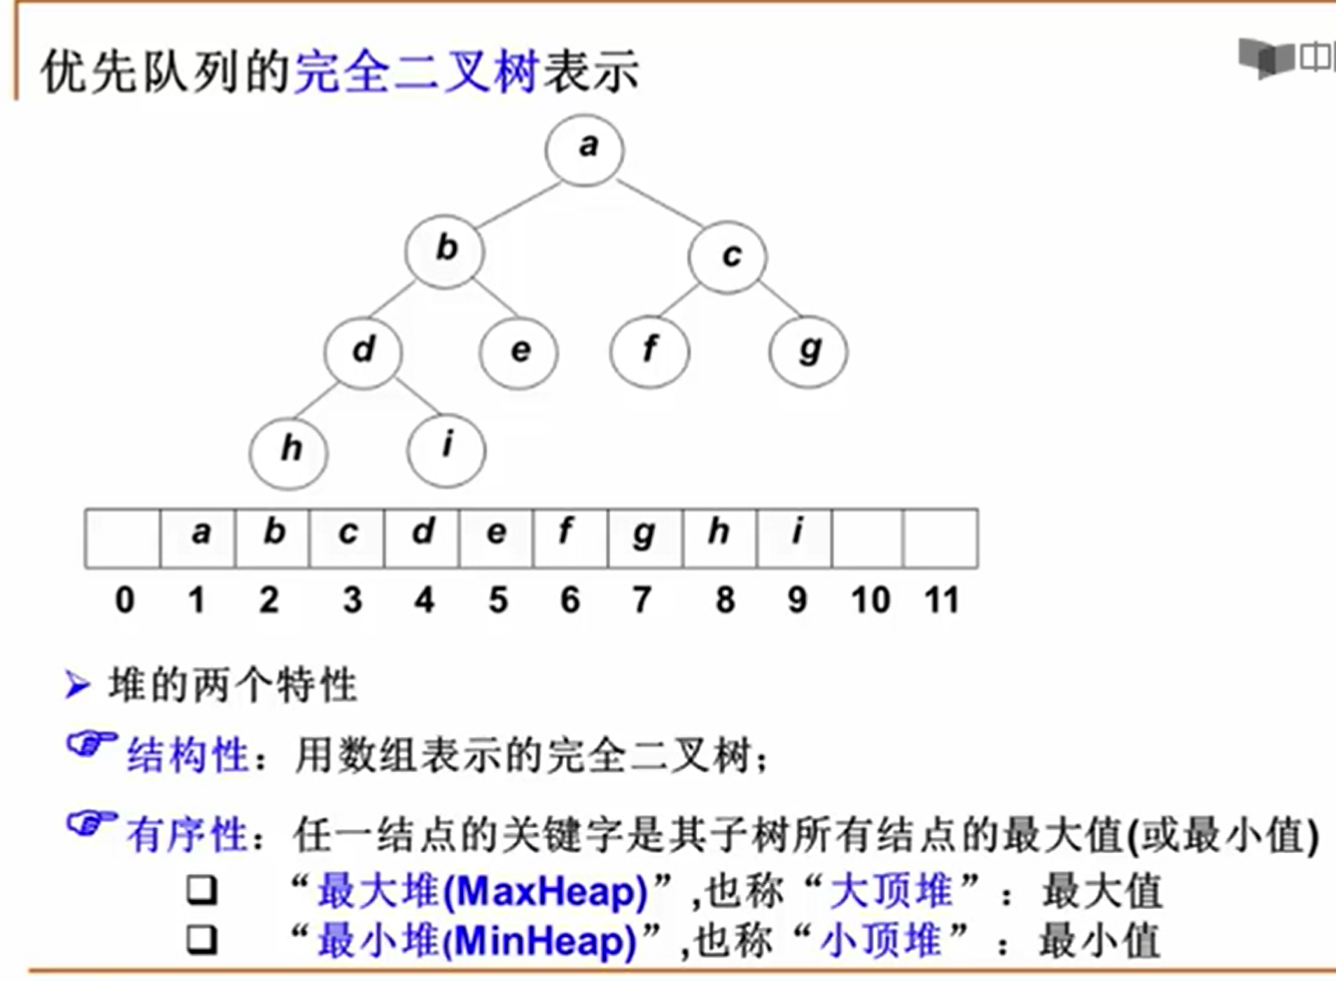 优先队列的完全二叉树表示
中
a
b
c
d
e
f
g
h
i
a b c d e f g h i
0 1 2 3 4 5 6 7 8 9 10 11
➤ 堆的两个特性
☞ 结构性：用数组表示的完全二叉树；
☞ 有序性：任一结点的关键字是其子树所有结点的最大值(或最小值)
❑ “最大堆(MaxHeap)”,也称“大顶堆”：最大值
❑ “最小堆(MinHeap)”,也称“小顶堆”：最小值